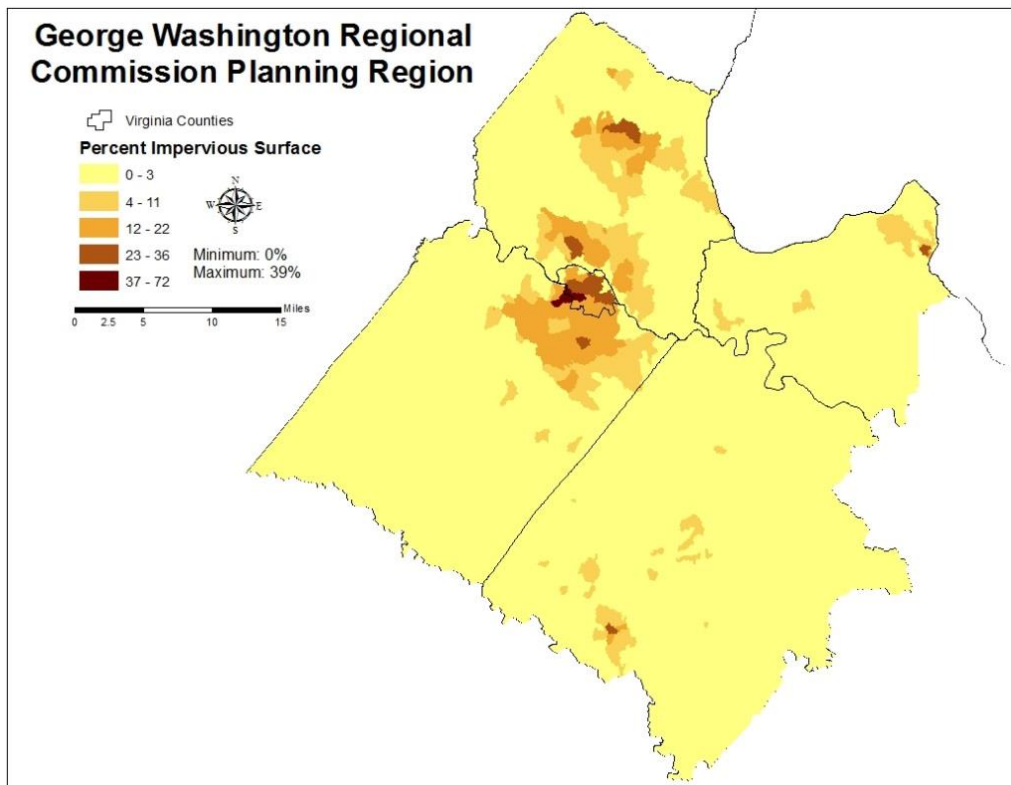 George Washington Regional
Commission Planning Region
Virginia Counties
Percent Impervious Surface
0 - 3
4 - 11
12 - 22
23 - 36
37 - 72
N
W E
S
Minimum: 0%
Maximum: 39%
Miles
0 2.5 5 10 15